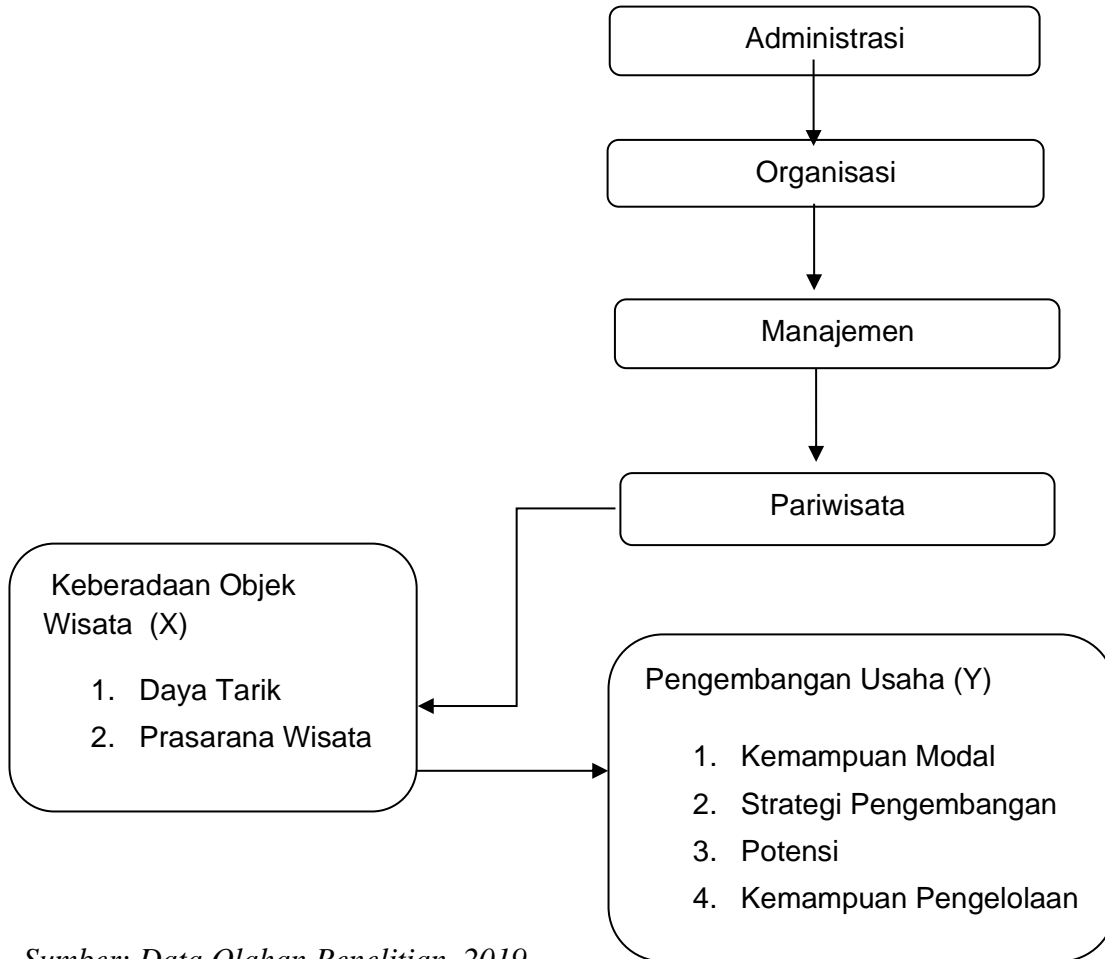 Administrasi
Organisasi
Manajemen
Pariwisata
Keberadaan Objek
Wisata (X)
1. Daya Tarik
2. Prasarana Wisata
Pengembangan Usaha (Y)
1. Kemampuan Modal
2. Strategi Pengembangan
3. Potensi
4. Kemampuan Pengelolaan
Sumber: Data Olahan Penelitian, 2019